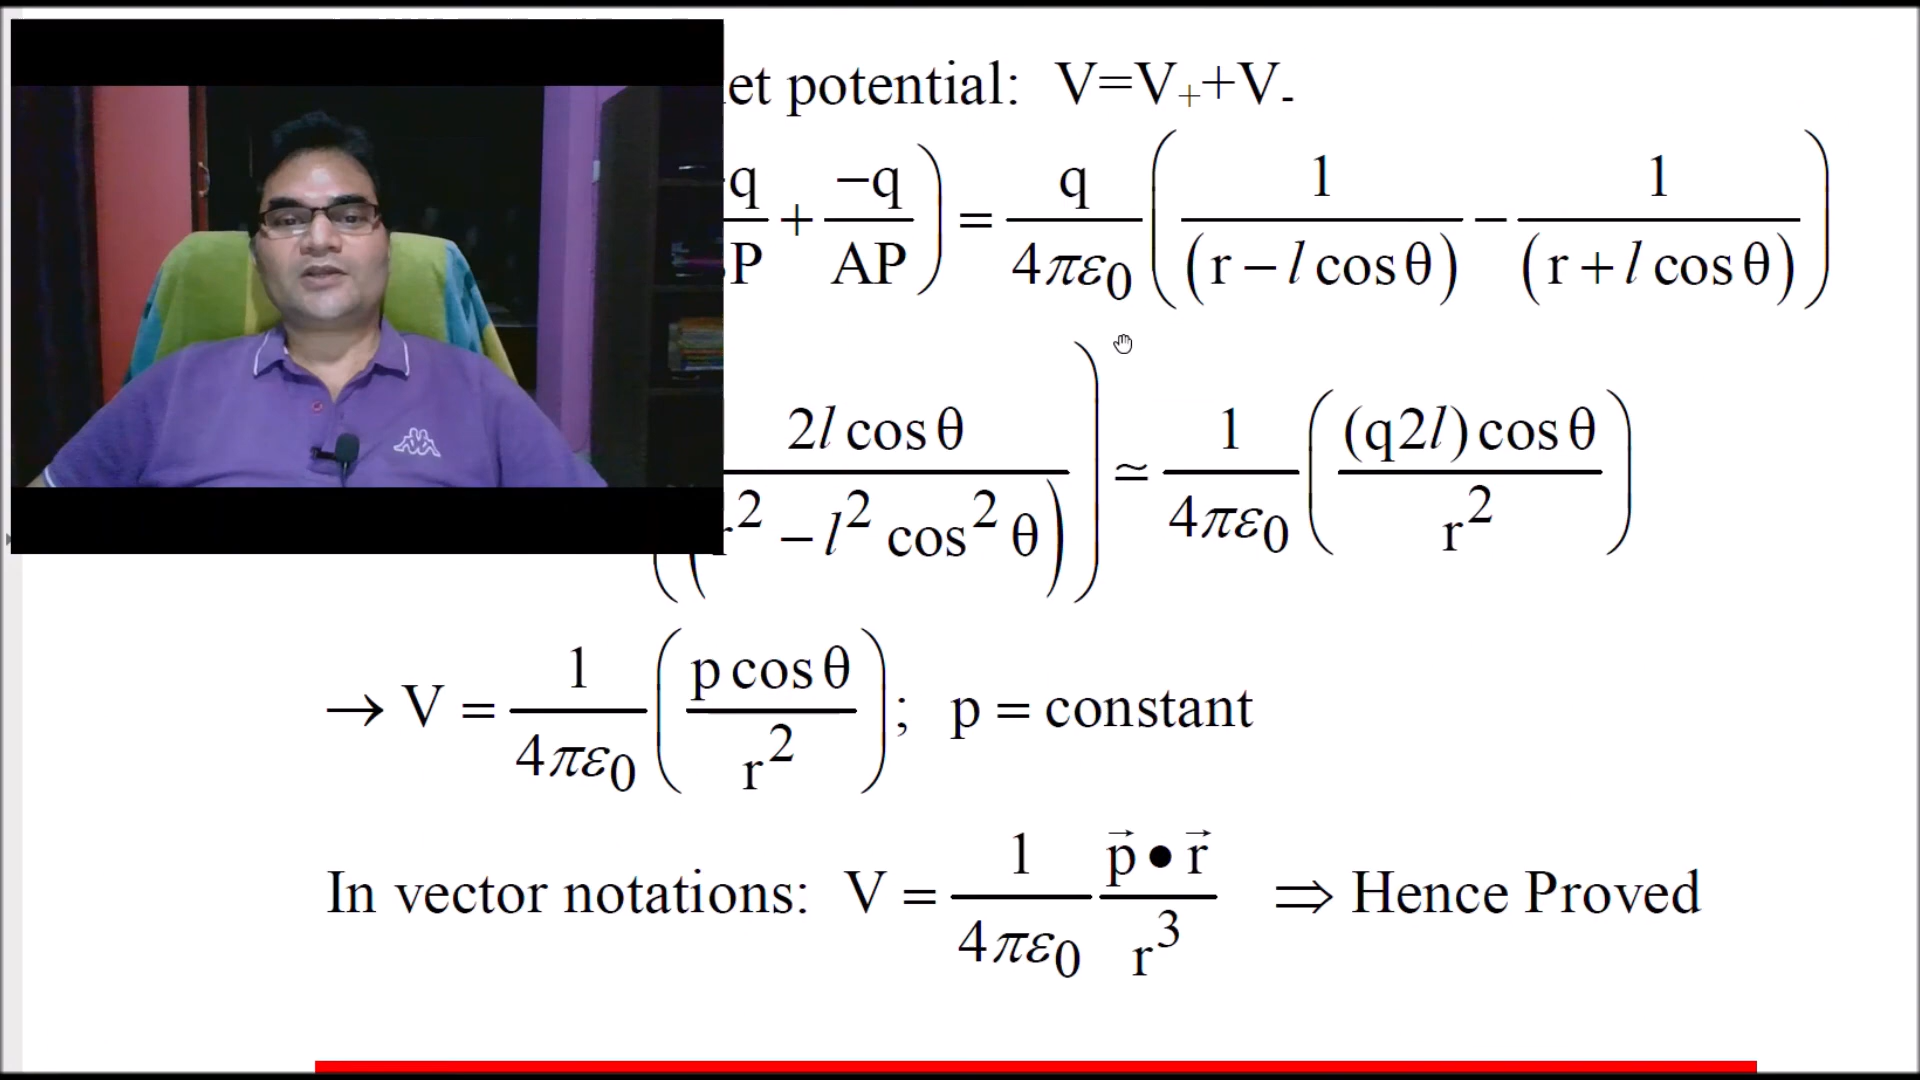 et potential: V=V₊+V₋
q/P + −q/AP) = q/4πε₀ (1/(r − l cosθ) − 1/(r + l cosθ))
2l cosθ/(r² − l² cos² θ)) ≃ 1/4πε₀ ((q2l) cosθ/r²)
→ V = 1/4πε₀ (p cosθ/r²); p = constant
In vector notations: V = 1/4πε₀ p⃗ • r⃗/r³ ⇒ Hence Proved